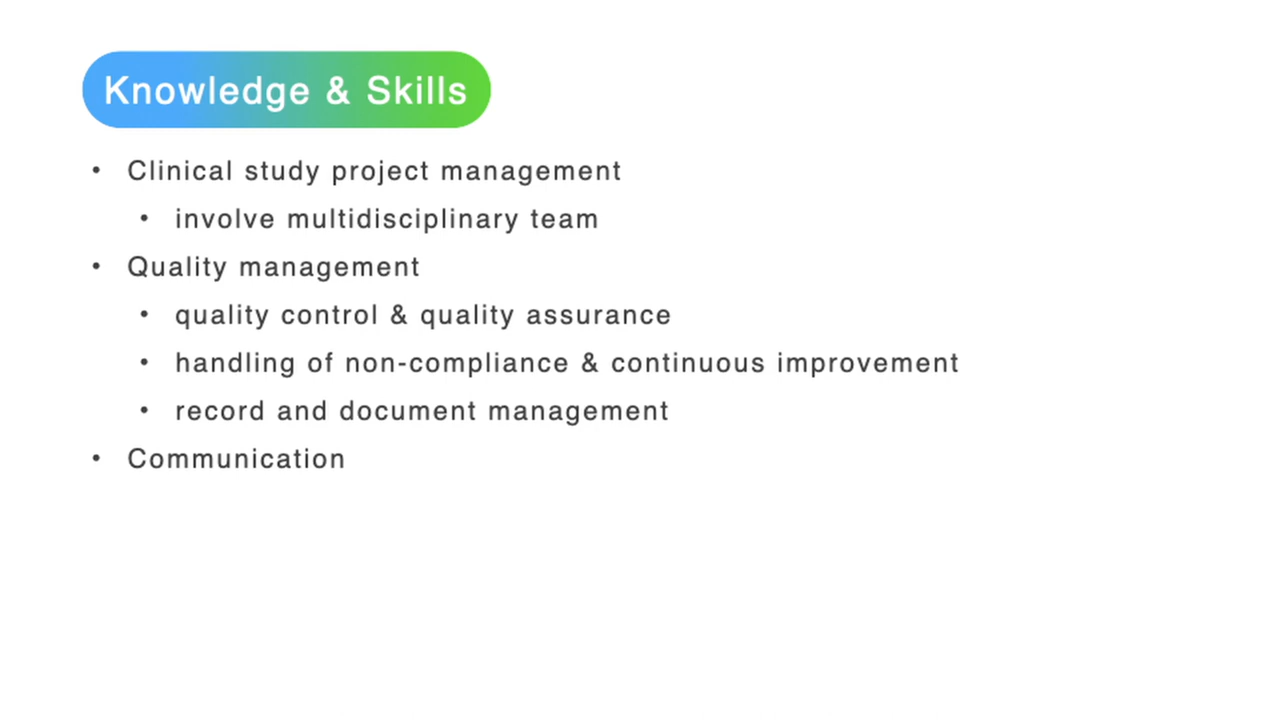 Knowledge & Skills
• Clinical study project management
• involve multidisciplinary team
• Quality management
• quality control & quality assurance
• handling of non-compliance & continuous improvement
• record and document management
• Communication